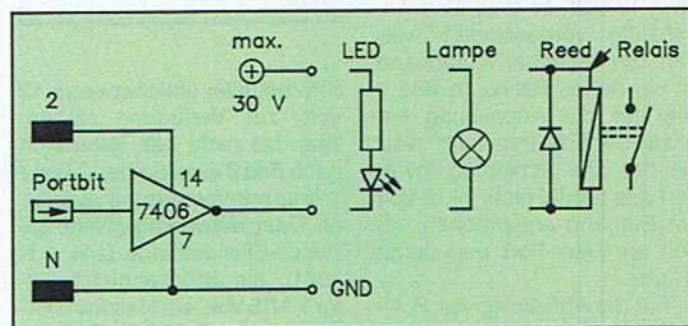 max.
30 V
LED
Lampe
Reed
Relais
2
14
Portbit
7406
7
N
GND